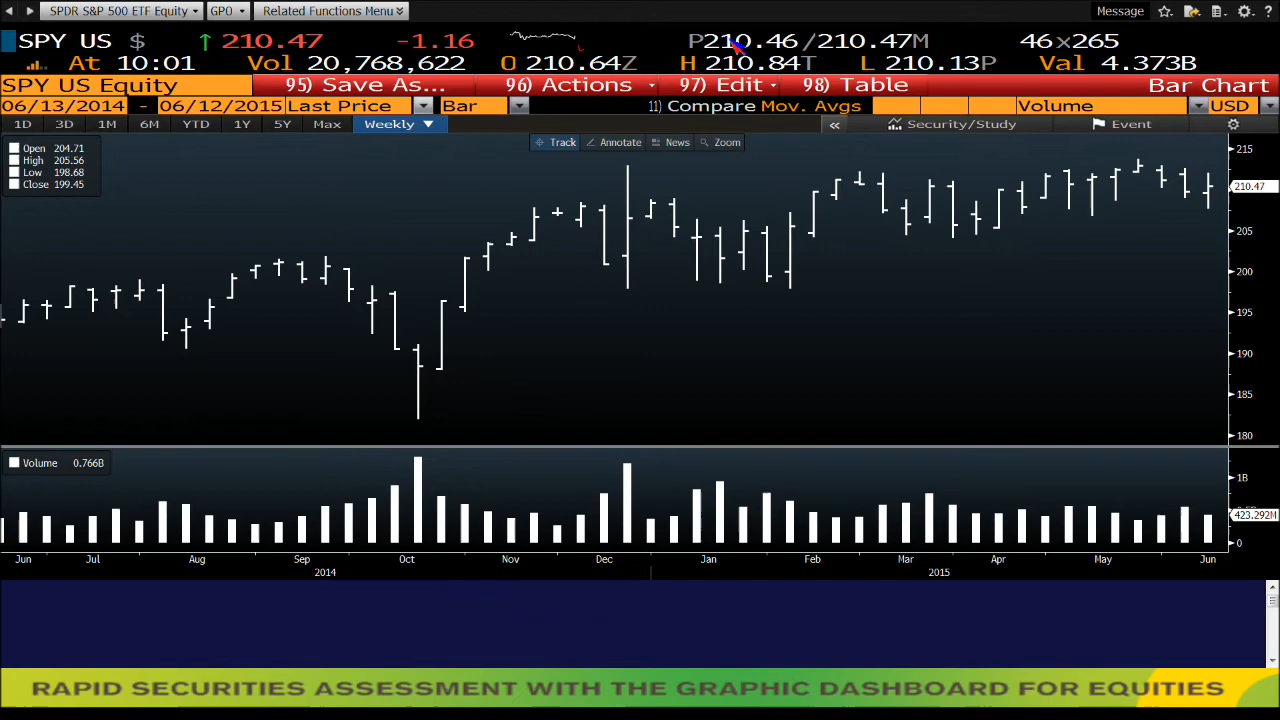 SPDR S&P 500 ETF Equity GPO Related Functions Menu Message ?
SPY US $ ↑ 210.47 -1.16 P210.46/210.47M 46x265
At 10:01 Vol 20,768,622 O 210.64Z H 210.84T L 210.13P Val 4.373B
SPY US Equity 95) Save As... 96) Actions 97) Edit 98) Table Bar Chart
06/13/2014 - 06/12/2015 Last Price Bar 11) Compare Mov. Avgs Volume USD
1D 3D 1M 6M YTD 1Y 5Y Max Weekly ▼ « Security/Study Event
Track Annotate News Zoom
Open 204.71
High 205.56
Low 198.68
Close 199.45
215
210.47
205
200
195
190
185
180
Volume 0.766B
1B
423.292M
0
Jun Jul Aug Sep Oct Nov Dec Jan Feb Mar Apr May Jun
2014 2015
RAPID SECURITIES ASSESSMENT WITH THE GRAPHIC DASHBOARD FOR EQUITIES